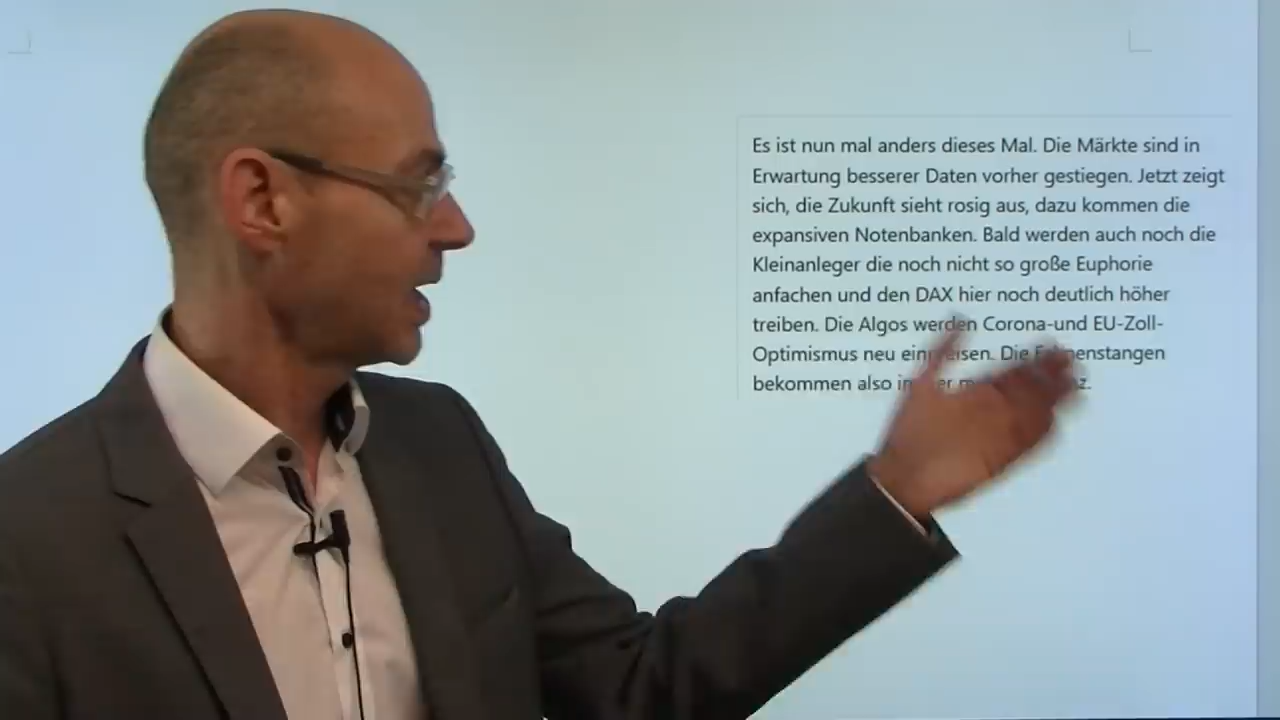 Es ist nun mal anders dieses Mal. Die Märkte sind in
Erwartung besserer Daten vorher gestiegen. Jetzt zeigt
sich, die Zukunft sieht rosig aus, dazu kommen die
expansiven Notenbanken. Bald werden auch noch die
Kleinanleger die noch nicht so große Euphorie
anfachen und den DAX hier noch deutlich höher
treiben. Die Algos werden Corona-und EU-Zoll-
Optimismus neu einpreisen. Die Fahnenstangen
bekommen also immer